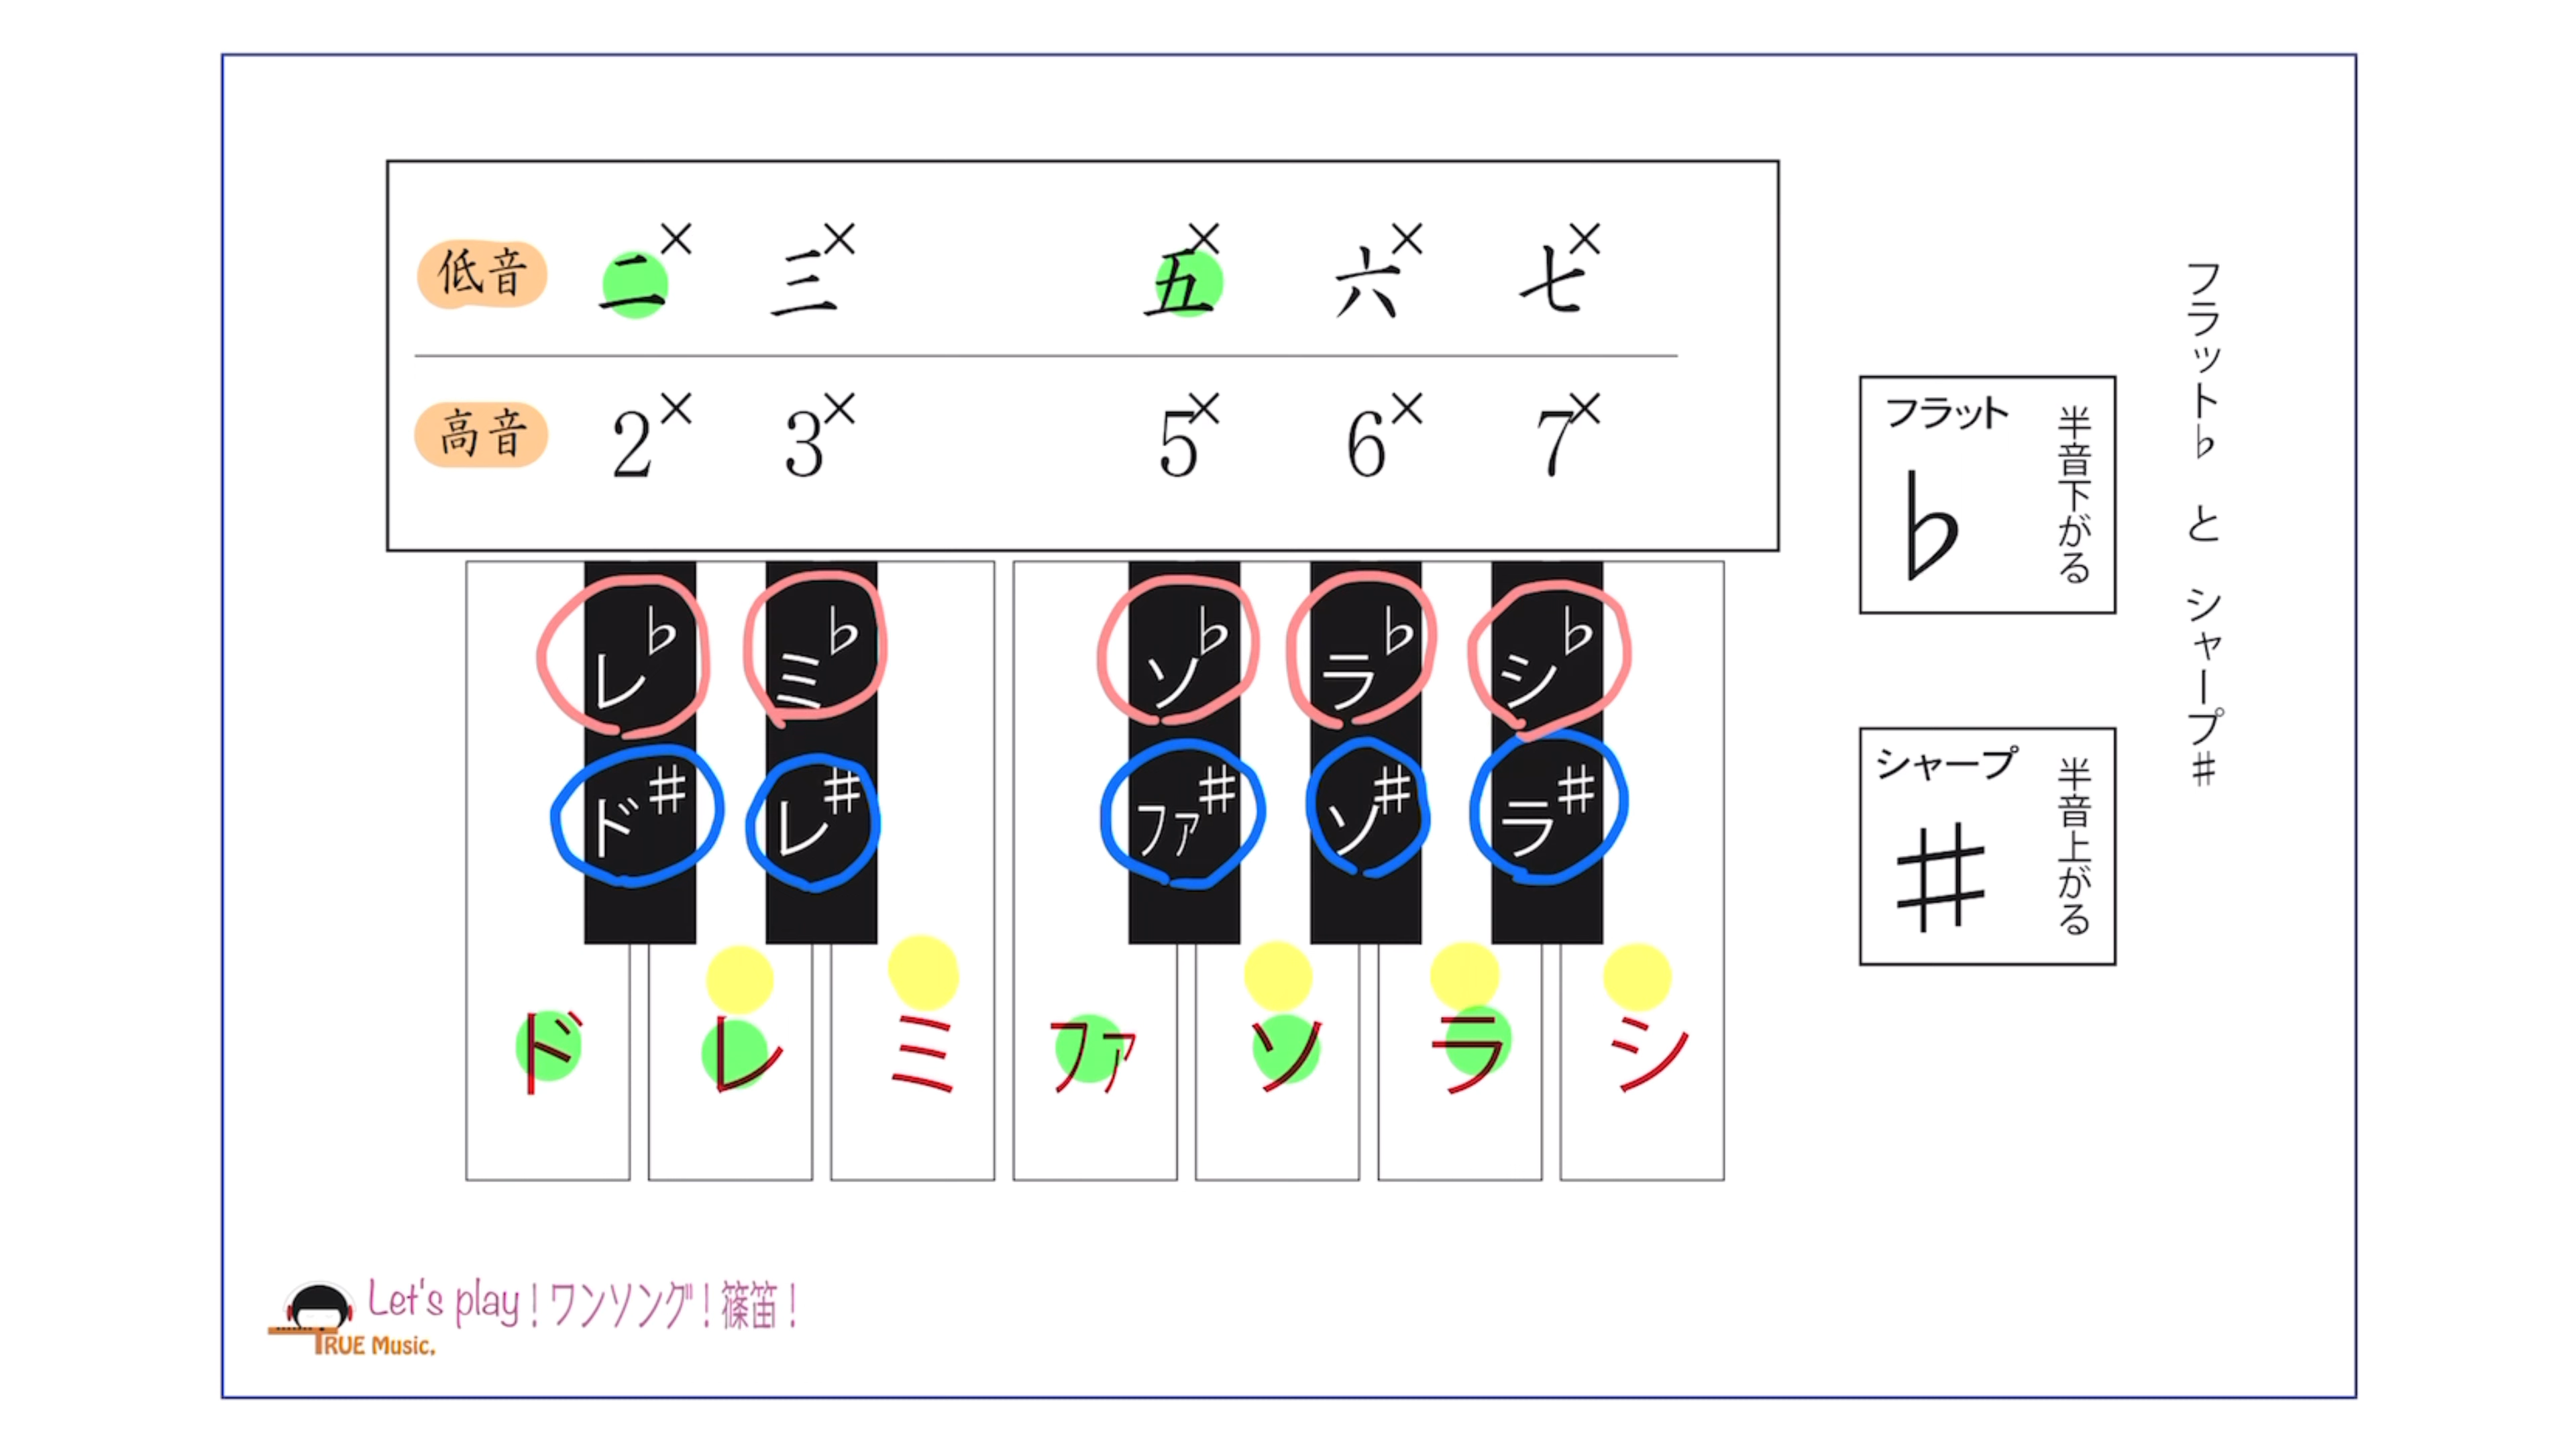 フラット♭ と シャープ♯
低音 二× 三× 五× 六× 七×
高音 2× 3× 5× 6× 7×
フラット
♭
半音下がる
シャープ
♯
半音上がる
レ♭ ミ♭ ソ♭ ラ♭ シ♭
ド♯ レ♯ ファ♯ ソ♯ ラ♯
ド レ ミ ファ ソ ラ シ
Let's play！ワンソング！篠笛！
TRUE Music.